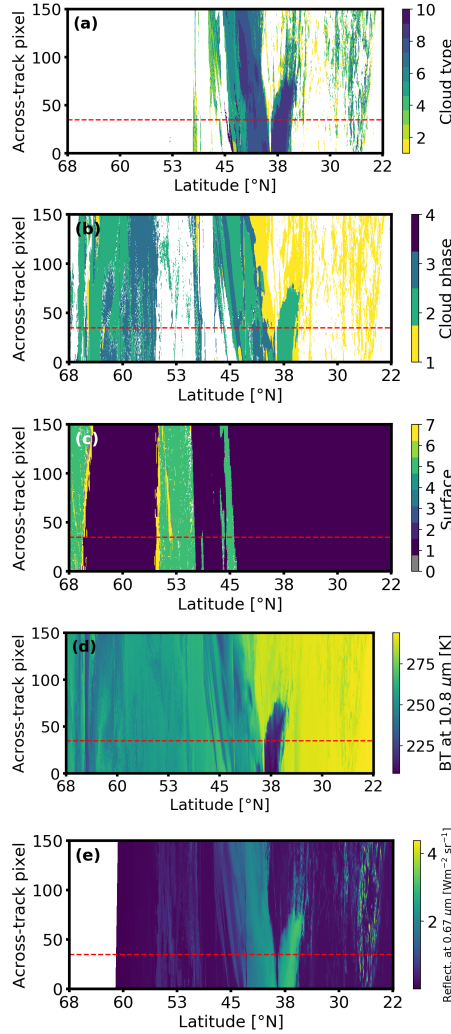 (a)
Across-track pixel
150
100
50
0
68 60 53 45 38 30 22
Latitude [°N]
10
8
6
4
2
Cloud type
(b)
Across-track pixel
150
100
50
0
68 60 53 45 38 30 22
Latitude [°N]
4
3
2
1
Cloud phase
(c)
Across-track pixel
150
100
50
0
68 60 53 45 38 30 22
Latitude [°N]
7
6
5
4
3
2
1
1
0
Surface
(d)
Across-track pixel
150
100
50
0
68 60 53 45 38 30 22
Latitude [°N]
275
250
225
BT at 10.8 μm [K]
(e)
Across-track pixel
150
100
50
0
68 60 53 45 38 30 22
Latitude [°N]
4
2
Reflect. at 0.67 μm [Wm⁻² sr⁻¹]